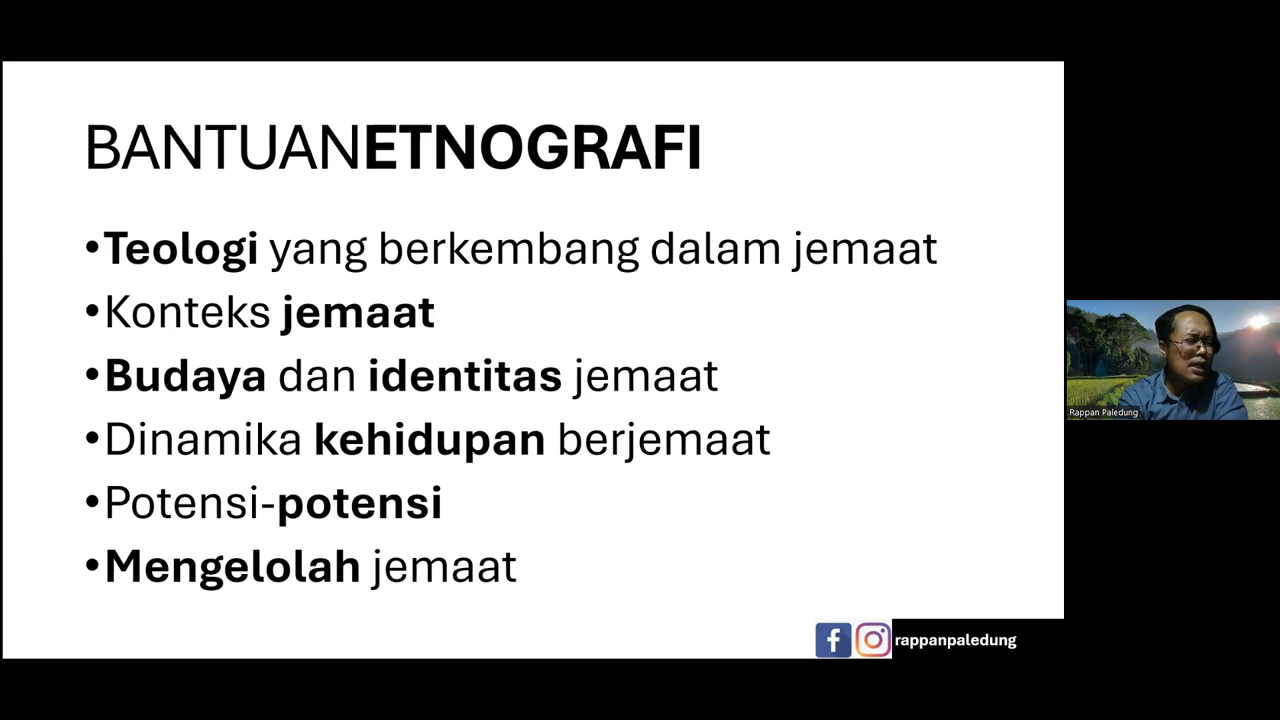 BANTUANETNOGRAFI
•Teologi yang berkembang dalam jemaat
•Konteks jemaat
•Budaya dan identitas jemaat
•Dinamika kehidupan berjemaat
•Potensi-potensi
•Mengelolah jemaat
rappanpaledung
Rappan Paledung